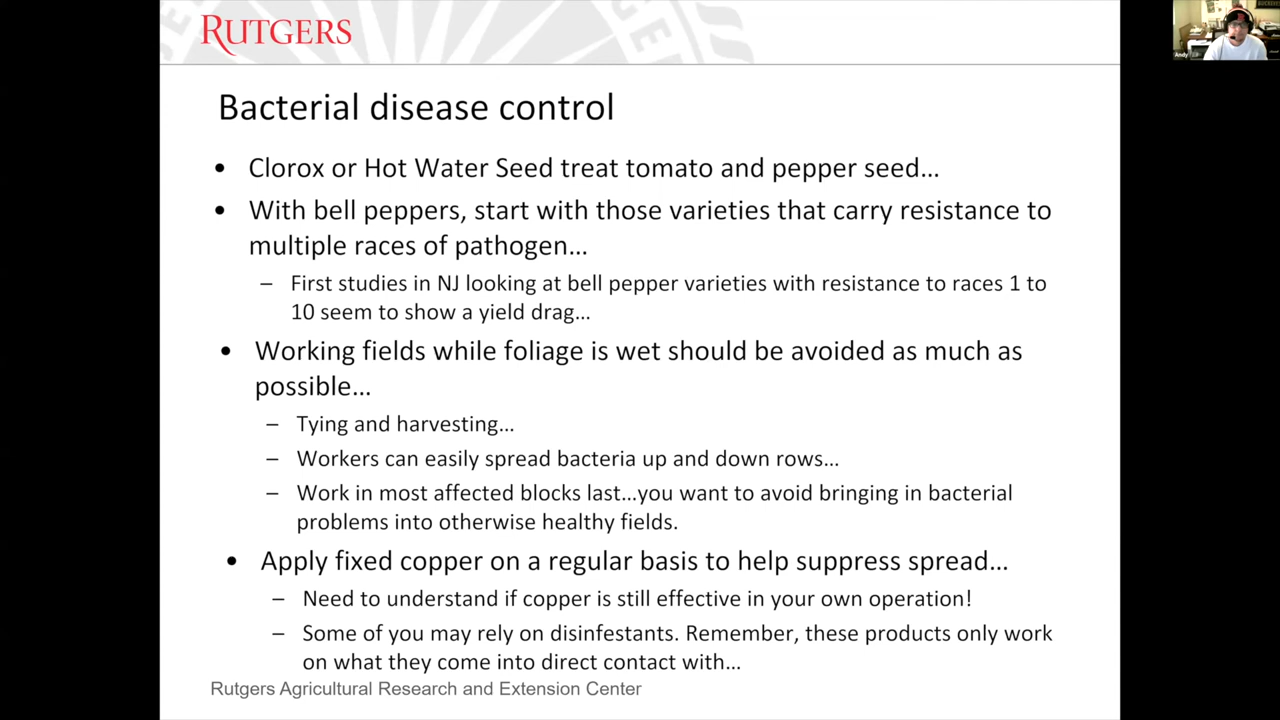 RUTGERS
Bacterial disease control
• Clorox or Hot Water Seed treat tomato and pepper seed…
• With bell peppers, start with those varieties that carry resistance to
multiple races of pathogen…
– First studies in NJ looking at bell pepper varieties with resistance to races 1 to
10 seem to show a yield drag…
• Working fields while foliage is wet should be avoided as much as
possible…
– Tying and harvesting…
– Workers can easily spread bacteria up and down rows…
– Work in most affected blocks last…you want to avoid bringing in bacterial
problems into otherwise healthy fields.
• Apply fixed copper on a regular basis to help suppress spread…
– Need to understand if copper is still effective in your own operation!
– Some of you may rely on disinfestants. Remember, these products only work
on what they come into direct contact with…
Rutgers Agricultural Research and Extension Center
Andy